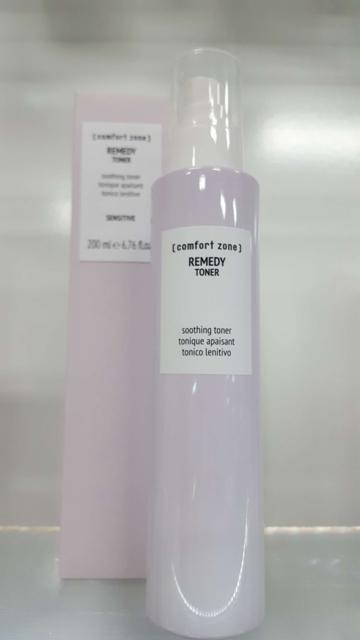 [comfort zone]
REMEDY
TONER
soothing toner
tonique apaisant
tonico lenitivo
SENSITIVE
200 ml e 6.76 fl.oz
[comfort zone]
REMEDY
TONER
soothing toner
tonique apaisant
tonico lenitivo